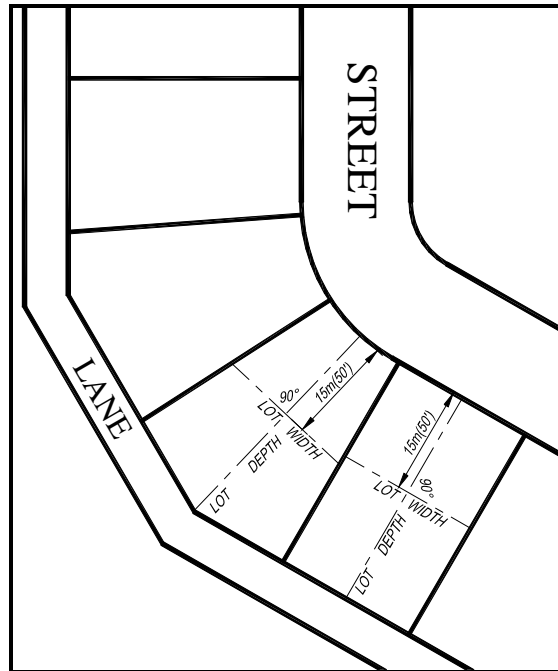 STREET
LANE
90°
15m(50')
LOT WIDTH
LOT DEPTH
15m(50')
90°
LOT WIDTH
LOT DEPTH